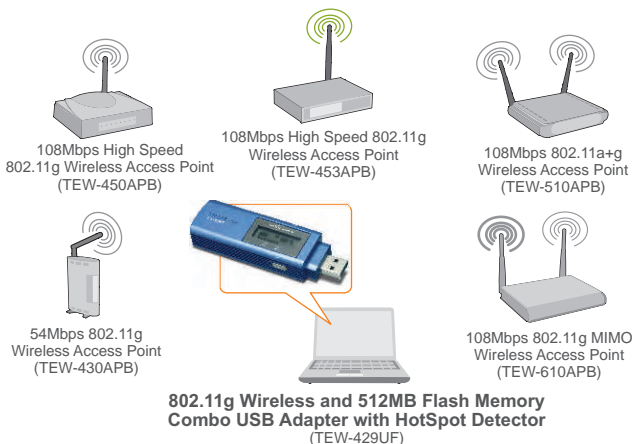 108Mbps High Speed
802.11g Wireless Access Point
(TEW-450APB)
108Mbps High Speed 802.11g
Wireless Access Point
(TEW-453APB)
108Mbps 802.11a+g
Wireless Access Point
(TEW-510APB)
54Mbps 802.11g
Wireless Access Point
(TEW-430APB)
108Mbps 802.11g MIMO
Wireless Access Point
(TEW-610APB)
802.11g Wireless and 512MB Flash Memory
Combo USB Adapter with HotSpot Detector
(TEW-429UF)